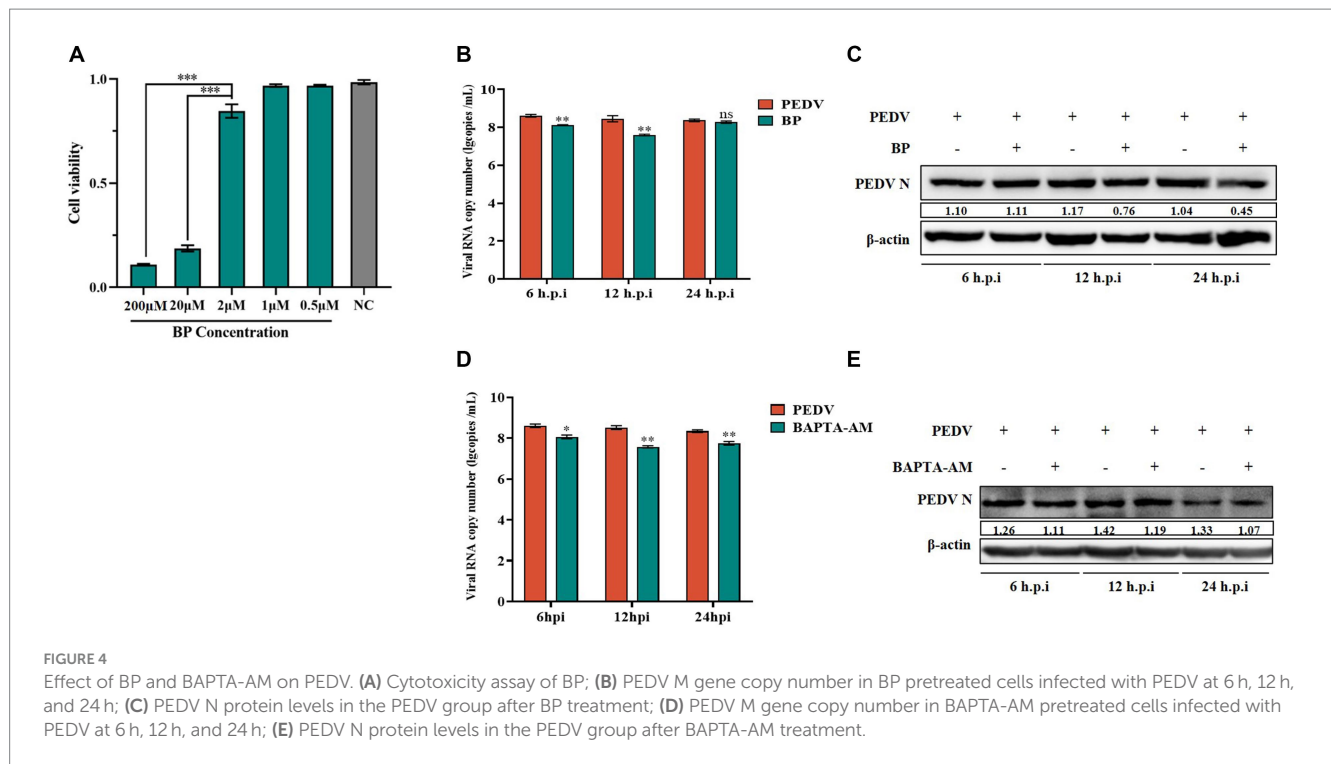 A
Cell viability
1.0
0.5
0.0
***
***
200μM 20μM 2μM 1μM 0.5μM NC
BP Concentration
B
Viral RNA copy number (lgcopies /mL)
10
8
6
4
2
0
** ** ns
PEDV
BP
6 h.p.i 12 h.p.i 24 h.p.i
C
PEDV + + + + + +
BP - + - + - +
PEDV N
1.10 1.11 1.17 0.76 1.04 0.45
β-actin
6 h.p.i 12 h.p.i 24 h.p.i
D
Viral RNA copy number (lgcopies /mL)
10
8
6
4
2
0
* ** **
PEDV
BAPTA-AM
6hpi 12hpi 24hpi
E
PEDV + + + + + +
BAPTA-AM - + - + - +
PEDV N
1.26 1.11 1.42 1.19 1.33 1.07
β-actin
6 h.p.i 12 h.p.i 24 h.p.i
FIGURE 4
Effect of BP and BAPTA-AM on PEDV. (A) Cytotoxicity assay of BP; (B) PEDV M gene copy number in BP pretreated cells infected with PEDV at 6 h, 12 h,
and 24 h; (C) PEDV N protein levels in the PEDV group after BP treatment; (D) PEDV M gene copy number in BAPTA-AM pretreated cells infected with
PEDV at 6 h, 12 h, and 24 h; (E) PEDV N protein levels in the PEDV group after BAPTA-AM treatment.